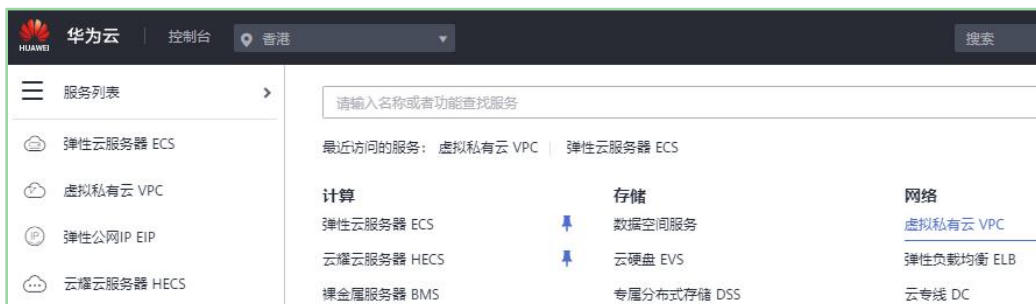 HUAWEI 华为云 控制台 香港 搜索
服务列表
弹性云服务器 ECS
虚拟私有云 VPC
弹性公网IP EIP
云耀云服务器 HECS
请输入名称或者功能查找服务
最近访问的服务： 虚拟私有云 VPC 弹性云服务器 ECS
计算
弹性云服务器 ECS
云耀云服务器 HECS
裸金属服务器 BMS
存储
数据空间服务
云硬盘 EVS
专属分布式存储 DSS
网络
虚拟私有云 VPC
弹性负载均衡 ELB
云专线 DC